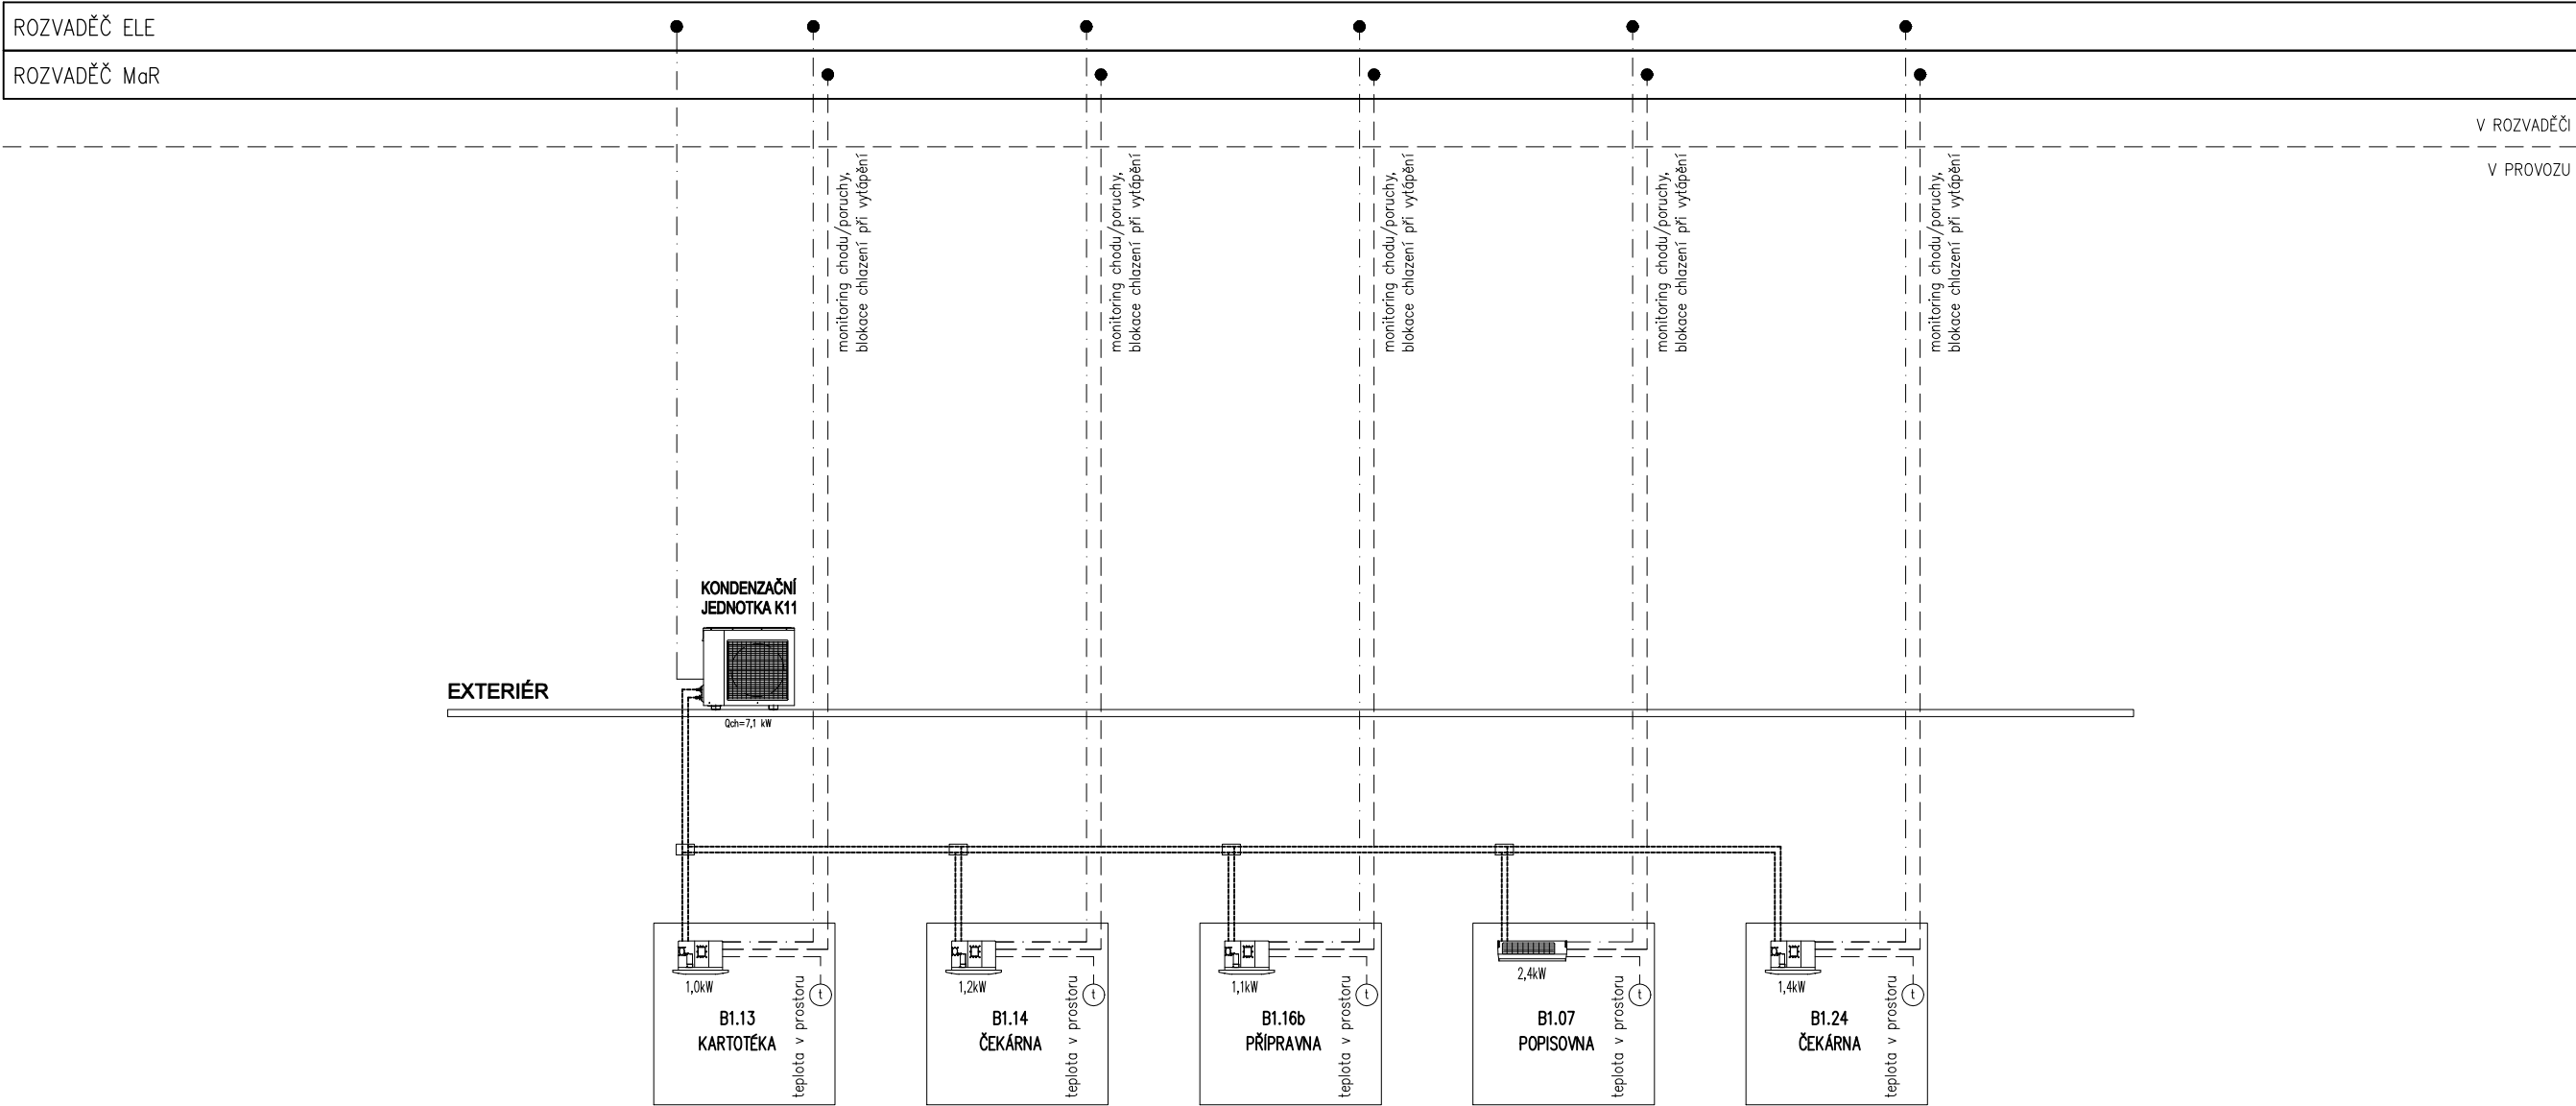 ROZVADĚČ ELE
ROZVADĚČ MaR
V ROZVADĚČI
V PROVOZU
monitoring chodu/poruchy,
blokace chlazení při vytápění
monitoring chodu/poruchy,
blokace chlazení při vytápění
monitoring chodu/poruchy,
blokace chlazení při vytápění
monitoring chodu/poruchy,
blokace chlazení při vytápění
monitoring chodu/poruchy,
blokace chlazení při vytápění
KONDENZAČNÍ
JEDNOTKA K11
EXTERIÉR
Qch=7,1 kW
1,0kW
t
teplota v prostoru
B1.13
KARTOTÉKA
1,2kW
t
teplota v prostoru
B1.14
ČEKÁRNA
1,1kW
t
teplota v prostoru
B1.16b
PŘÍPRAVNA
2,4kW
t
teplota v prostoru
B1.07
POPISOVNA
1,4kW
t
teplota v prostoru
B1.24
ČEKÁRNA